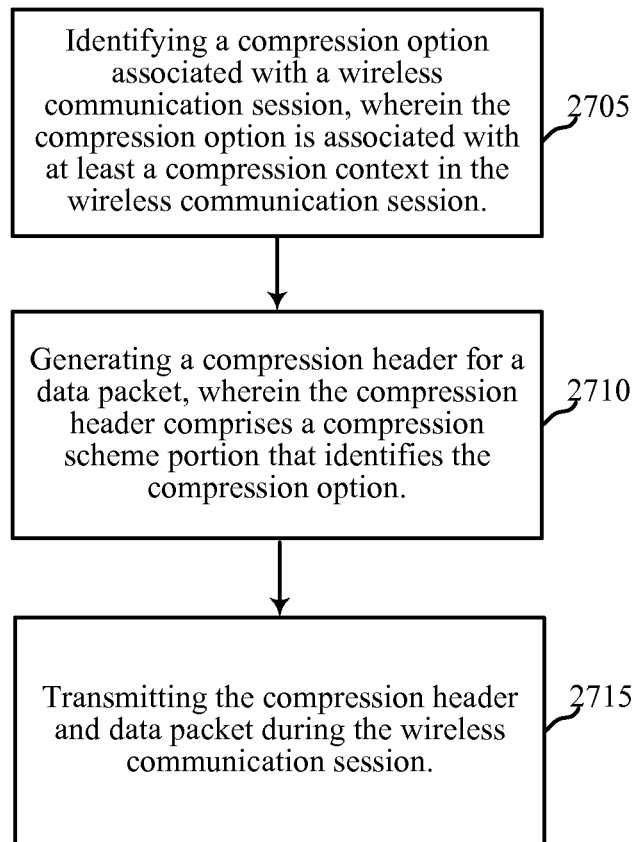 Identifying a compression option
associated with a wireless
communication session, wherein the
compression option is associated with
at least a compression context in the
wireless communication session.
2705
Generating a compression header for a
data packet, wherein the compression
header comprises a compression
scheme portion that identifies the
compression option.
2710
Transmitting the compression header
and data packet during the wireless
communication session.
2715